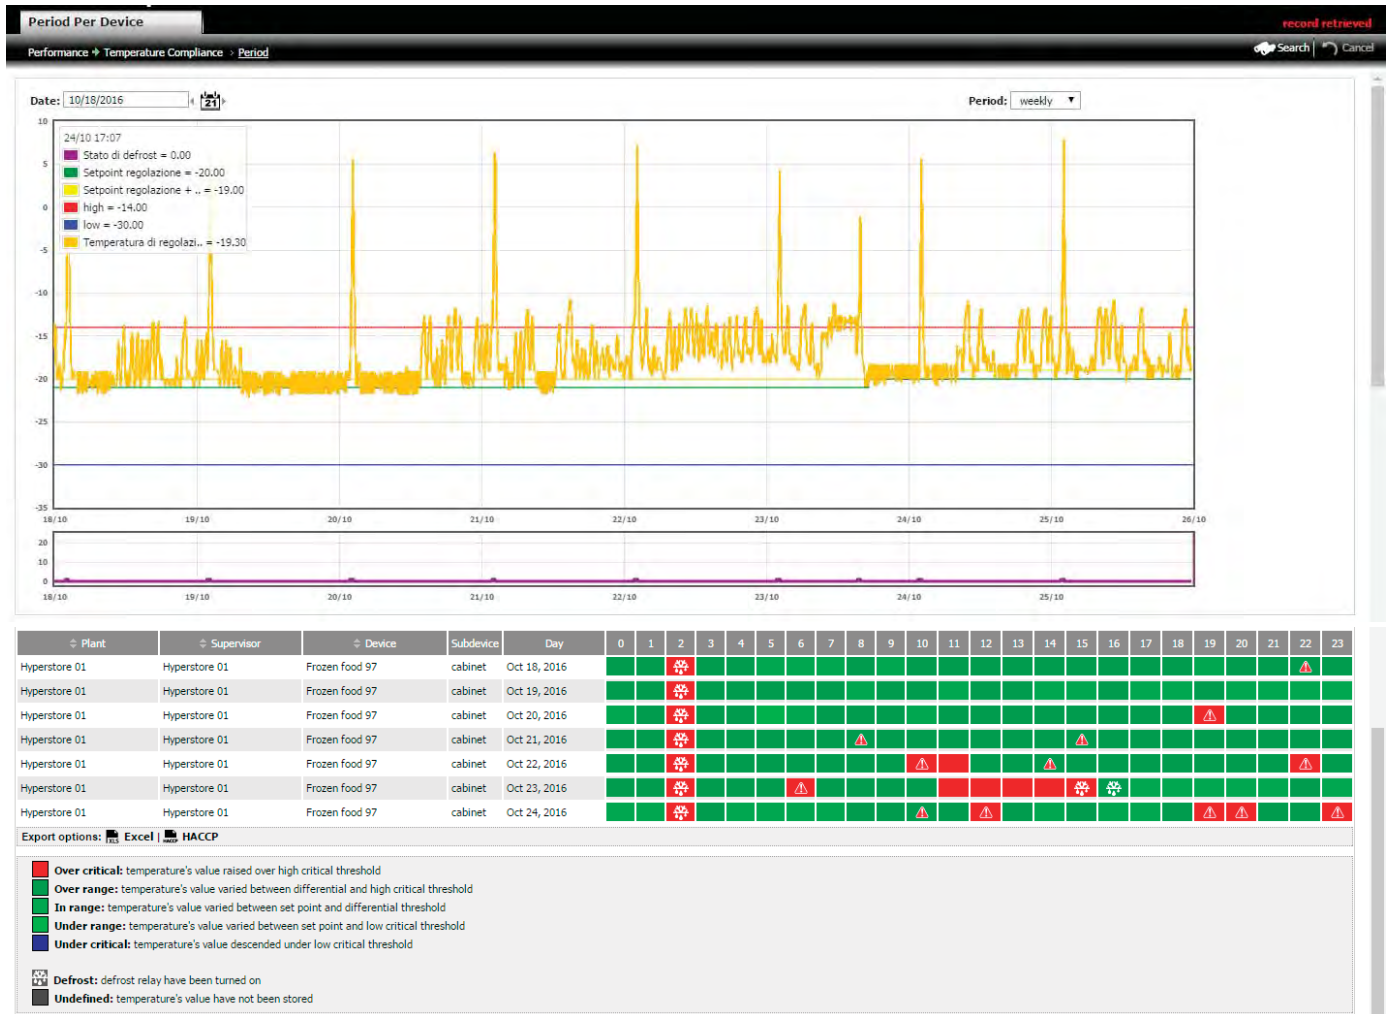 Period Per Device
record retrieved
Performance Temperature Compliance > Period
Search | Cancel
Date: 10/18/2016 21
Period: weekly
10
5
0
-5
-10
-15
-20
-25
-30
-35
24/10 17:07
Stato di defrost = 0.00
Setpoint regolazione = -20.00
Setpoint regolazione + .. = -19.00
high = -14.00
low = -30.00
Temperatura di regolazi.. = -19.30
18/10 19/10 20/10 21/10 22/10 23/10 24/10 25/10 26/10
20
10
0
18/10 19/10 20/10 21/10 22/10 23/10 24/10 25/10
Plant Supervisor Device Subdevice Day 0 1 2 3 4 5 6 7 8 9 10 11 12 13 14 15 16 17 18 19 20 21 22 23
Hyperstore 01 Hyperstore 01 Frozen food 97 cabinet Oct 18, 2016
Hyperstore 01 Hyperstore 01 Frozen food 97 cabinet Oct 19, 2016
Hyperstore 01 Hyperstore 01 Frozen food 97 cabinet Oct 20, 2016
Hyperstore 01 Hyperstore 01 Frozen food 97 cabinet Oct 21, 2016
Hyperstore 01 Hyperstore 01 Frozen food 97 cabinet Oct 22, 2016
Hyperstore 01 Hyperstore 01 Frozen food 97 cabinet Oct 23, 2016
Hyperstore 01 Hyperstore 01 Frozen food 97 cabinet Oct 24, 2016
Export options: XLS Excel | HACCP HACCP
Over critical: temperature's value raised over high critical threshold
Over range: temperature's value varied between differential and high critical threshold
In range: temperature's value varied between set point and differential threshold
Under range: temperature's value varied between set point and low critical threshold
Under critical: temperature's value descended under low critical threshold
Defrost: defrost relay have been turned on
Undefined: temperature's value have not been stored